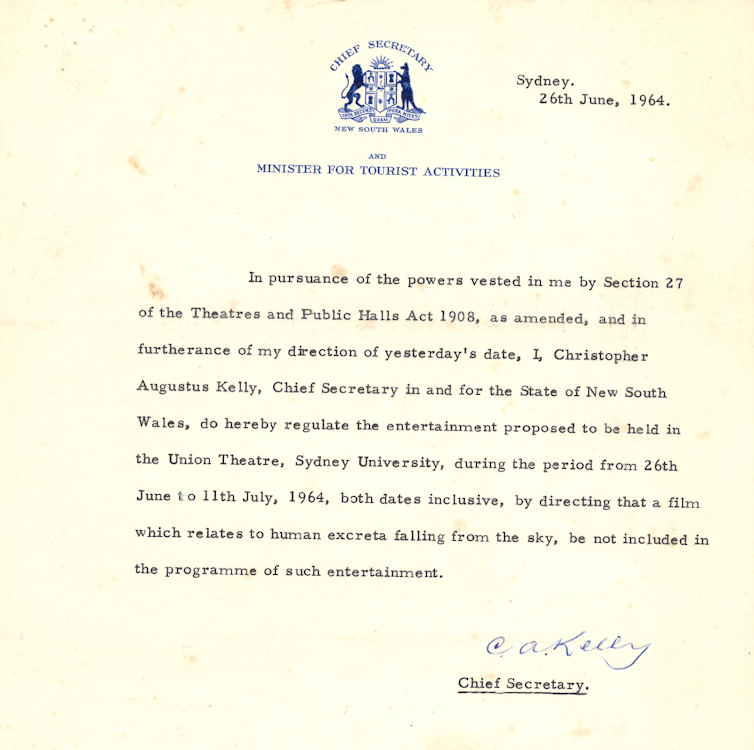 CHIEF SECRETARY
ORTA RECENS QUAM PURA NITES
NEW SOUTH WALES
AND
MINISTER FOR TOURIST ACTIVITIES
Sydney.
26th June, 1964.
In pursuance of the powers vested in me by Section 27
of the Theatres and Public Halls Act 1908, as amended, and in
furtherance of my direction of yesterday's date, I, Christopher
Augustus Kelly, Chief Secretary in and for the State of New South
Wales, do hereby regulate the entertainment proposed to be held in
the Union Theatre, Sydney University, during the period from 26th
June to 11th July, 1964, both dates inclusive, by directing that a film
which relates to human excreta falling from the sky, be not included in
the programme of such entertainment.
C. A. Kelly
Chief Secretary.